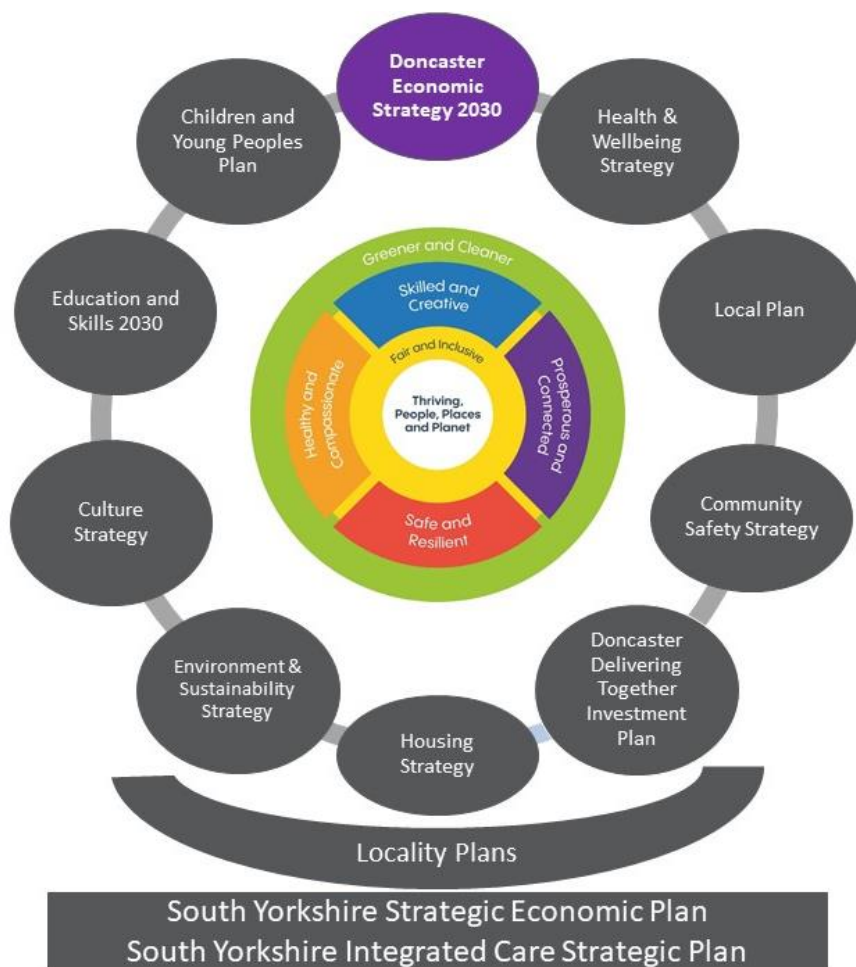 Doncaster
Economic
Strategy 2030
Children and
Young Peoples
Plan
Health &
Wellbeing
Strategy
Education and
Skills 2030
Local Plan
Greener and Cleaner
Skilled and
Creative
Fair and Inclusive
Healthy and
Compassionate
Thriving,
People, Places
and Planet
Prosperous and
Connected
Safe and
Resilient
Culture
Strategy
Community
Safety Strategy
Environment &
Sustainability
Strategy
Housing
Strategy
Doncaster
Delivering
Together
Investment
Plan
Locality Plans
South Yorkshire Strategic Economic Plan
South Yorkshire Integrated Care Strategic Plan